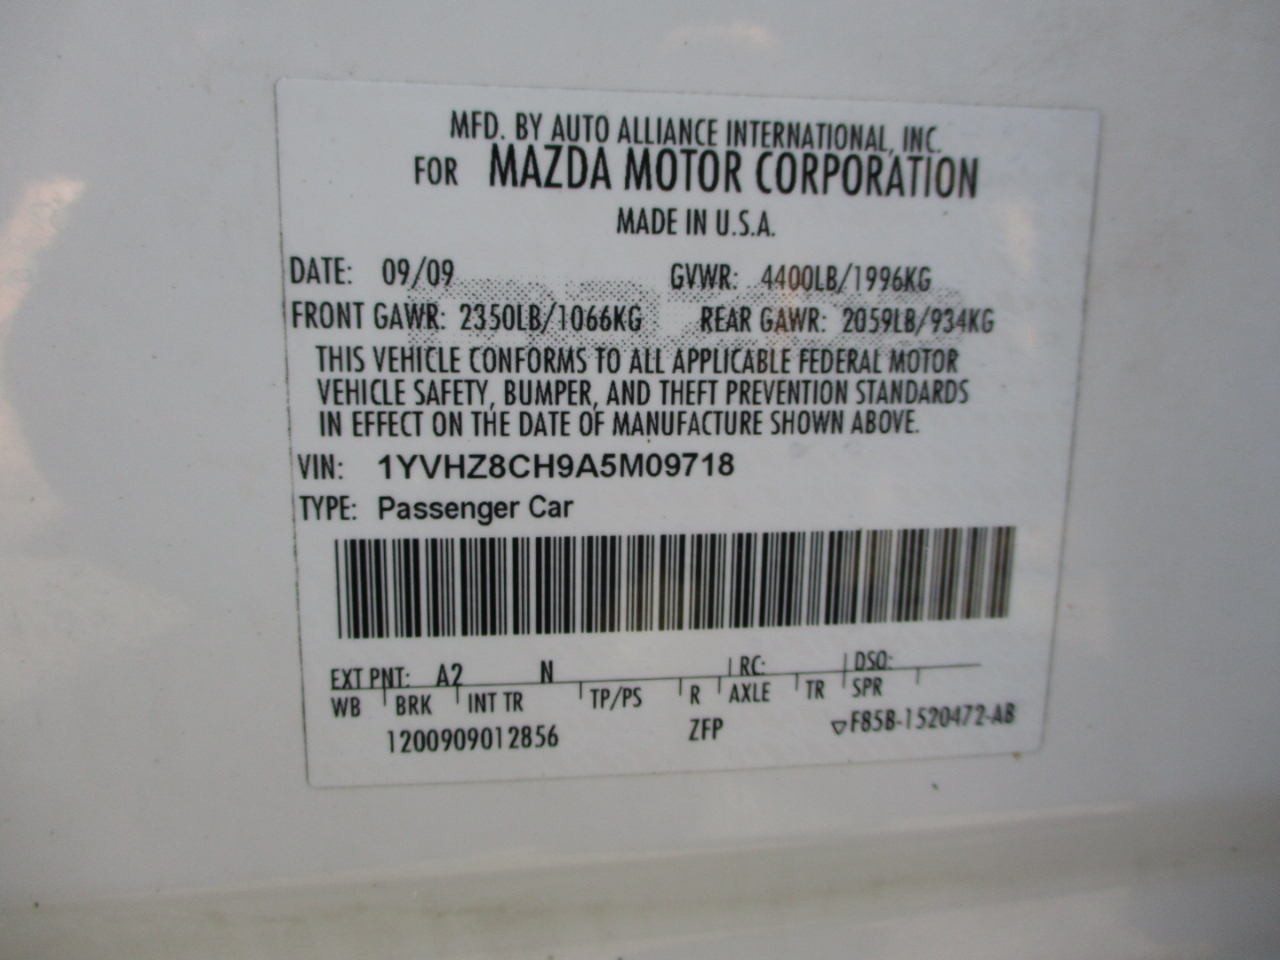 MFD. BY AUTO ALLIANCE INTERNATIONAL, INC.
FOR MAZDA MOTOR CORPORATION
MADE IN U.S.A.
DATE: 09/09 GVWR: 4400LB/1996KG
FRONT GAWR: 2350LB/1066KG REAR GAWR: 2059LB/934KG
THIS VEHICLE CONFORMS TO ALL APPLICABLE FEDERAL MOTOR
VEHICLE SAFETY, BUMPER, AND THEFT PREVENTION STANDARDS
IN EFFECT ON THE DATE OF MANUFACTURE SHOWN ABOVE.
VIN: 1YVHZ8CH9A5M09718
TYPE: Passenger Car
EXT PNT: A2 N RC: DSO:
WB BRK INT TR TP/PS R AXLE TR SPR
1200909012856 ZFP ▽F85B-1520472-AB